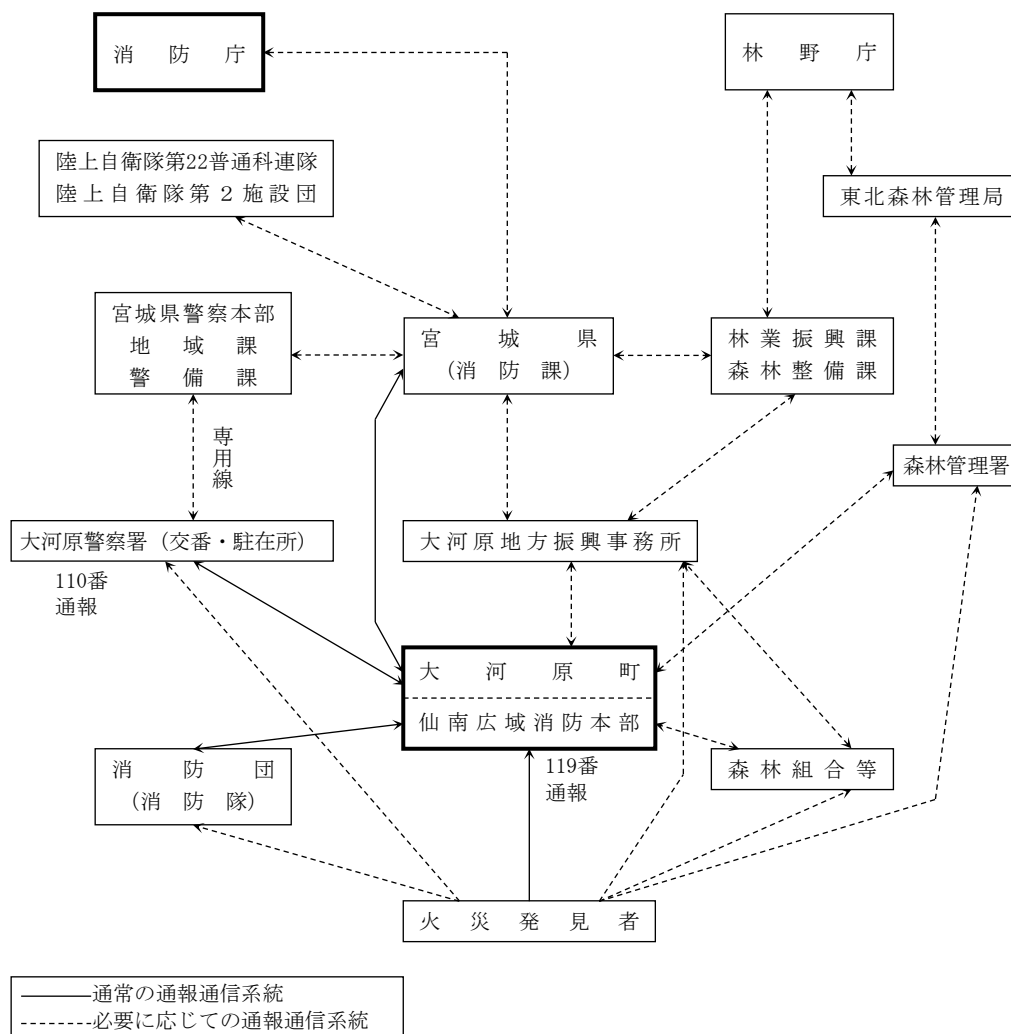 消防庁
林野庁
陸上自衛隊第22普通科連隊
陸上自衛隊第２施設団
東北森林管理局
宮城県警察本部
地域課
警備課
宮城県
（消防課）
林業振興課
森林整備課
専用線
森林管理署
大河原警察署（交番・駐在所）
大河原地方振興事務所
110番
通報
大河原町
仙南広域消防本部
消防団
（消防隊）
119番
通報
森林組合等
火災発見者
通常の通報通信系統
必要に応じての通報通信系統